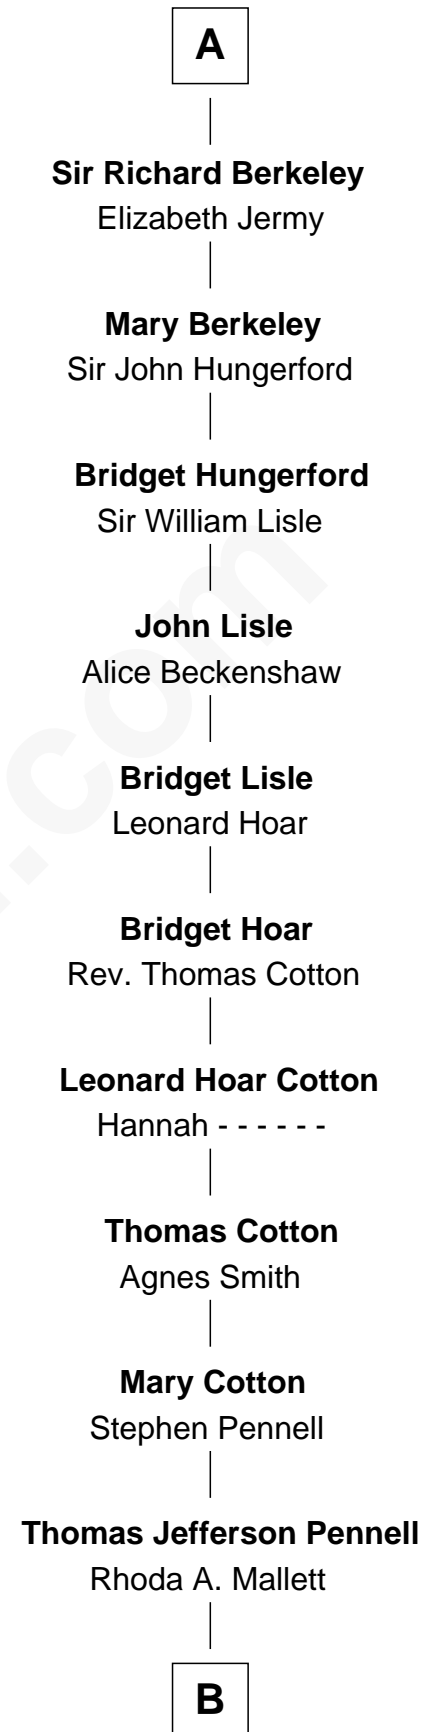 A
Sir Richard Berkeley
Elizabeth Jermy
Mary Berkeley
Sir John Hungerford
Bridget Hungerford
Sir William Lisle
John Lisle
Alice Beckenshaw
Bridget Lisle
Leonard Hoar
Bridget Hoar
Rev. Thomas Cotton
Leonard Hoar Cotton
Hannah - - - - - -
Thomas Cotton
Agnes Smith
Mary Cotton
Stephen Pennell
Thomas Jefferson Pennell
Rhoda A. Mallett
B